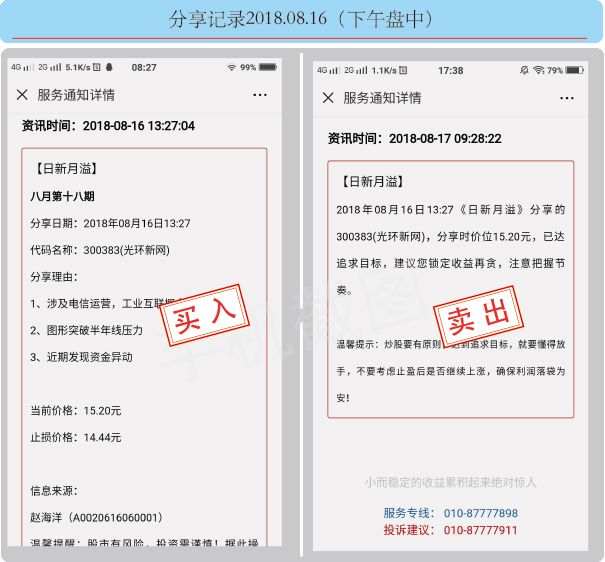 分享记录2018.08.16（下午盘中）
4G 2G 5.1K/s 08:27 99%
服务通知详情
资讯时间：2018-08-16 13:27:04
【日新月溢】
八月第十八期
分享日期：2018年08月16日13:27
代码名称：300383(光环新网)
分享理由：
1、涉及电信运营，工业互联
2、图形突破半年线压力
3、近期发现资金异动
买入
当前价格：15.20元
止损价格：14.44元
信息来源：
赵海洋（A0020616060001）
温馨提醒：股市有风险，投资需谨慎！据此操
4G 2G 1.1K/s 17:38 79%
服务通知详情
资讯时间：2018-08-17 09:28:22
【日新月溢】
2018年08月16日13:27《日新月溢》分享的
300383(光环新网)，分享时价位15.20元，已达
追求目标，建议您锁定收益再贪，注意把握节
奏。
卖出
温馨提示：炒股要有原则，达到追求目标，就要懂得放
手，不要考虑止盈后是否继续上涨，确保利润落袋为
安！
小而稳定的收益累积起来绝对惊人
服务专线： 010-87777898
投诉建议： 010-87777911
手机截图